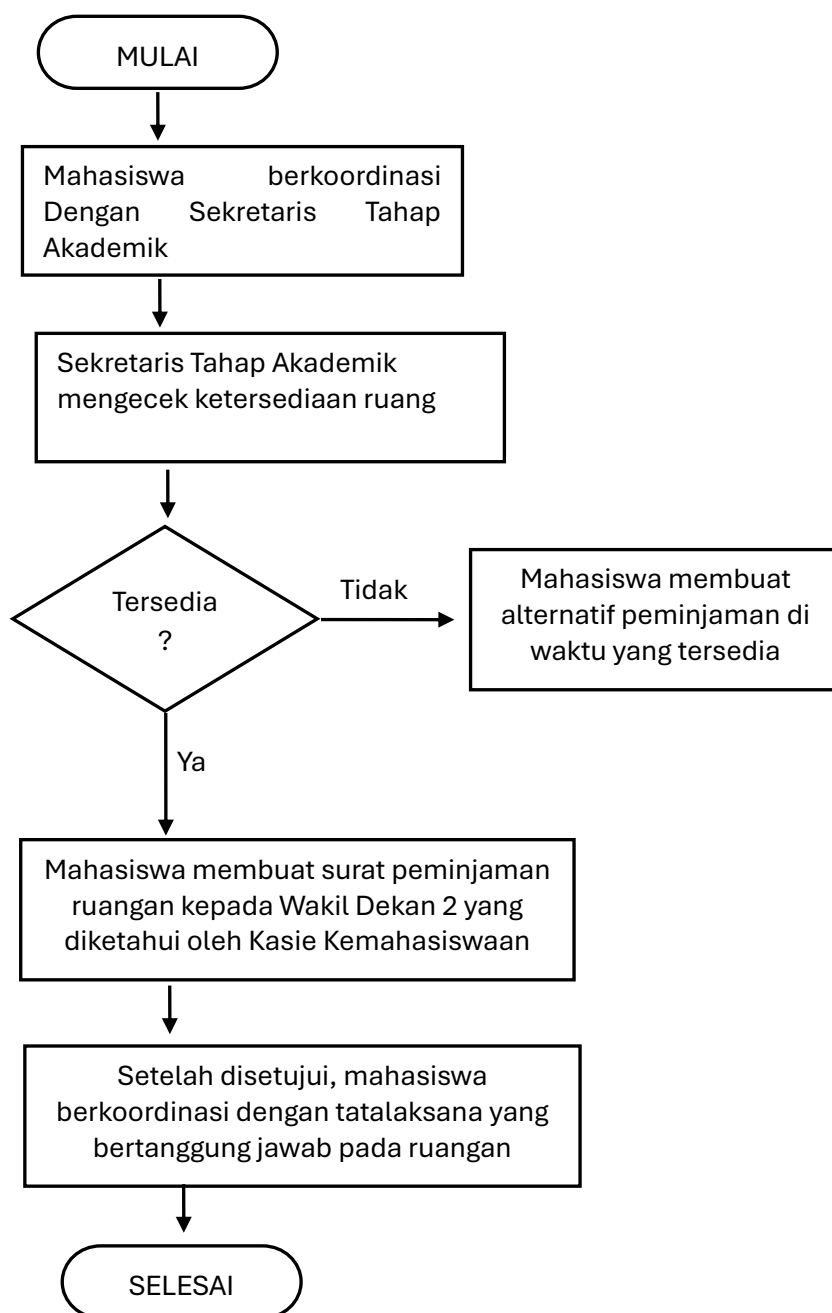 MULAI
Mahasiswa berkoordinasi
Dengan Sekretaris Tahap
Akademik
Sekretaris Tahap Akademik
mengecek ketersediaan ruang
Tersedia
?
Tidak
Mahasiswa membuat
alternatif peminjaman di
waktu yang tersedia
Ya
Mahasiswa membuat surat peminjaman
ruangan kepada Wakil Dekan 2 yang
diketahui oleh Kasie Kemahasiswaan
Setelah disetujui, mahasiswa
berkoordinasi dengan tatalaksana yang
bertanggung jawab pada ruangan
SELESAI